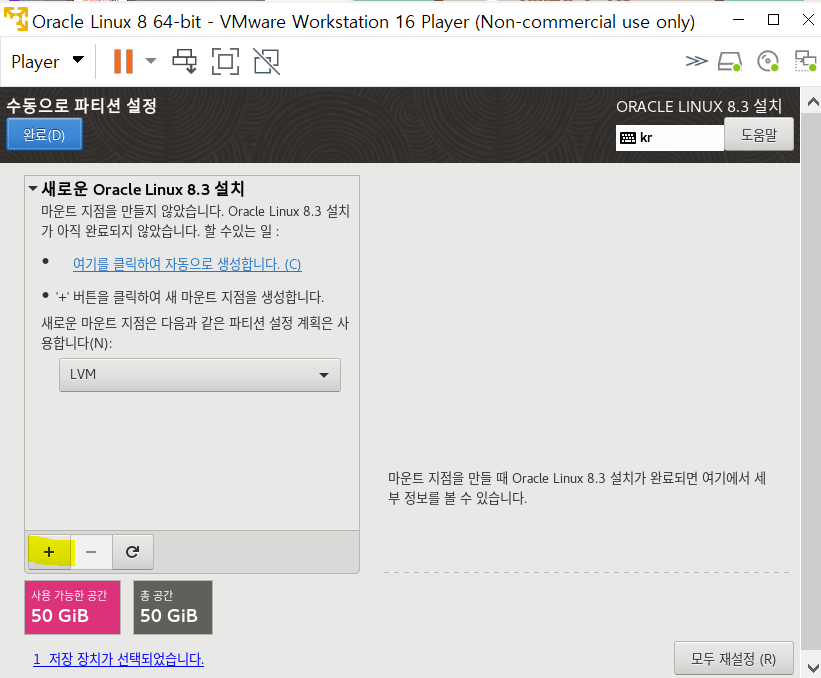 Oracle Linux 8 64-bit - VMware Workstation 16 Player (Non-commercial use only)
Player
수동으로 파티션 설정
ORACLE LINUX 8.3 설치
완료(D)
kr
도움말
새로운 Oracle Linux 8.3 설치
마운트 지점을 만들지 않았습니다. Oracle Linux 8.3 설치
가 아직 완료되지 않았습니다. 할 수있는 일 :
• 여기를 클릭하여 자동으로 생성합니다. (C)
• '+' 버튼을 클릭하여 새 마운트 지점을 생성합니다.
새로운 마운트 지점은 다음과 같은 파티션 설정 계획은 사
용합니다(N):
LVM
마운트 지점을 만들 때 Oracle Linux 8.3 설치가 완료되면 여기에서 세
부 정보를 볼 수 있습니다.
+ −
사용 가능한 공간
50 GiB
총 공간
50 GiB
1 저장 장치가 선택되었습니다.
모두 재설정 (R)